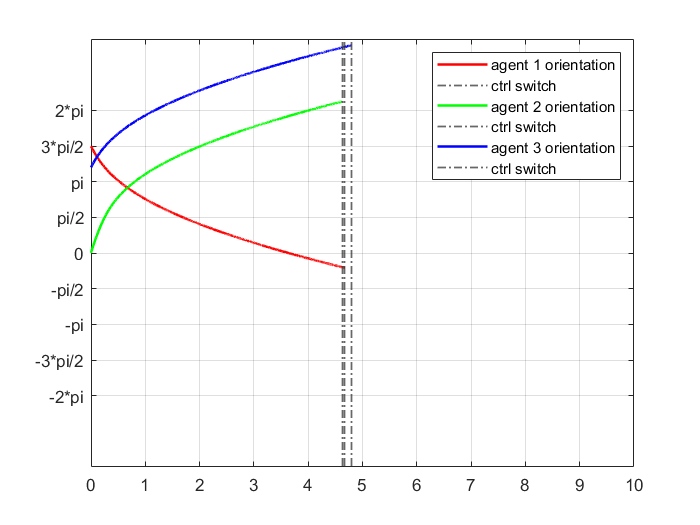 2*pi
3*pi/2
pi
pi/2
0
-pi/2
-pi
-3*pi/2
-2*pi
agent 1 orientation
ctrl switch
agent 2 orientation
ctrl switch
agent 3 orientation
ctrl switch
0 1 2 3 4 5 6 7 8 9 10